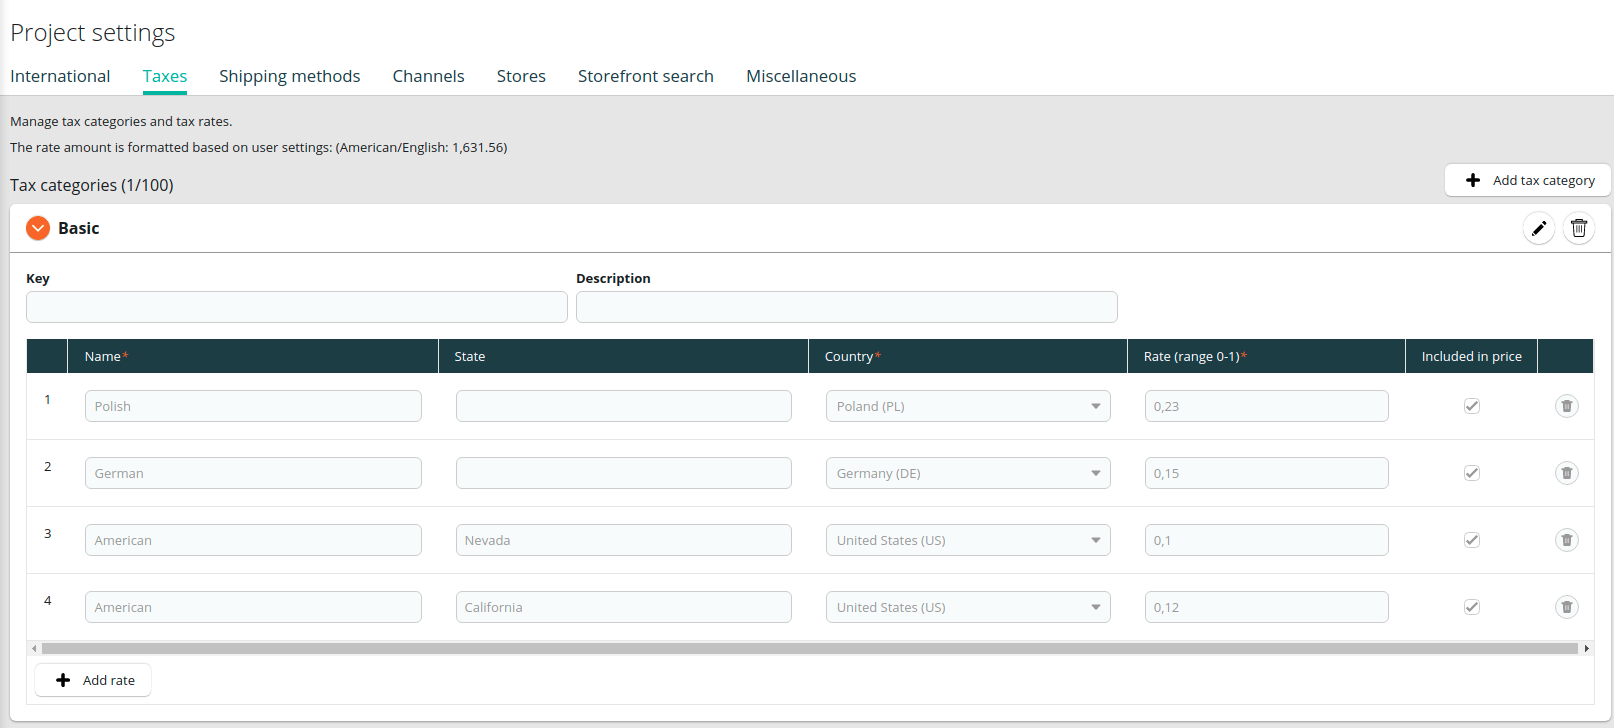 Project settings
International Taxes Shipping methods Channels Stores Storefront search Miscellaneous
Manage tax categories and tax rates.
The rate amount is formatted based on user settings: (American/English: 1,631.56)
Tax categories (1/100) Add tax category
Basic
Key Description
Name* State Country* Rate (range 0-1)* Included in price
1 Polish Poland (PL) 0,23
2 German Germany (DE) 0,15
3 American Nevada United States (US) 0,1
4 American California United States (US) 0,12
Add rate